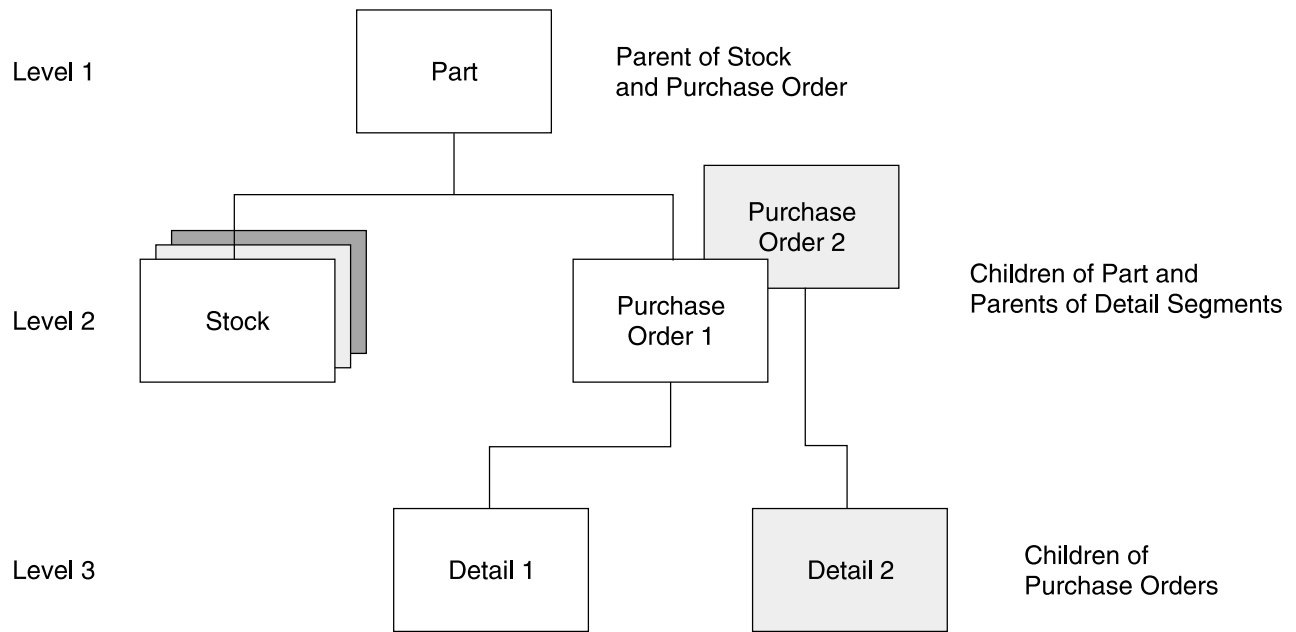 Level 1
Part
Parent of Stock
and Purchase Order
Purchase
Order 2
Level 2
Stock
Purchase
Order 1
Children of Part and
Parents of Detail Segments
Level 3
Detail 1
Detail 2
Children of
Purchase Orders